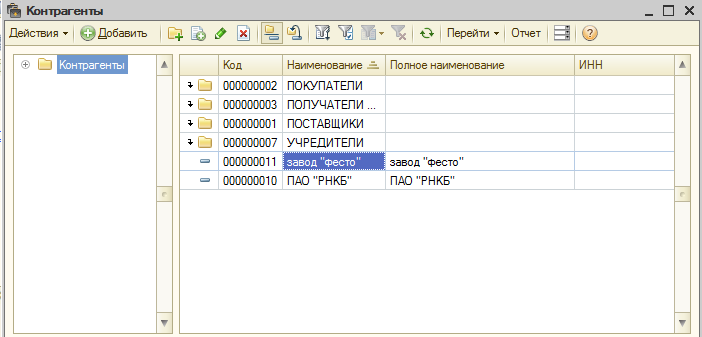 Контрагенты
Действия Добавить Перейти Отчет
Контрагенты
Код Наименование Полное наименование ИНН
000000002 ПОКУПАТЕЛИ
000000003 ПОЛУЧАТЕЛИ ...
000000001 ПОСТАВЩИКИ
000000007 УЧРЕДИТЕЛИ
000000011 завод "Фесто" завод "Фесто"
000000010 ПАО "РНКБ" ПАО "РНКБ"